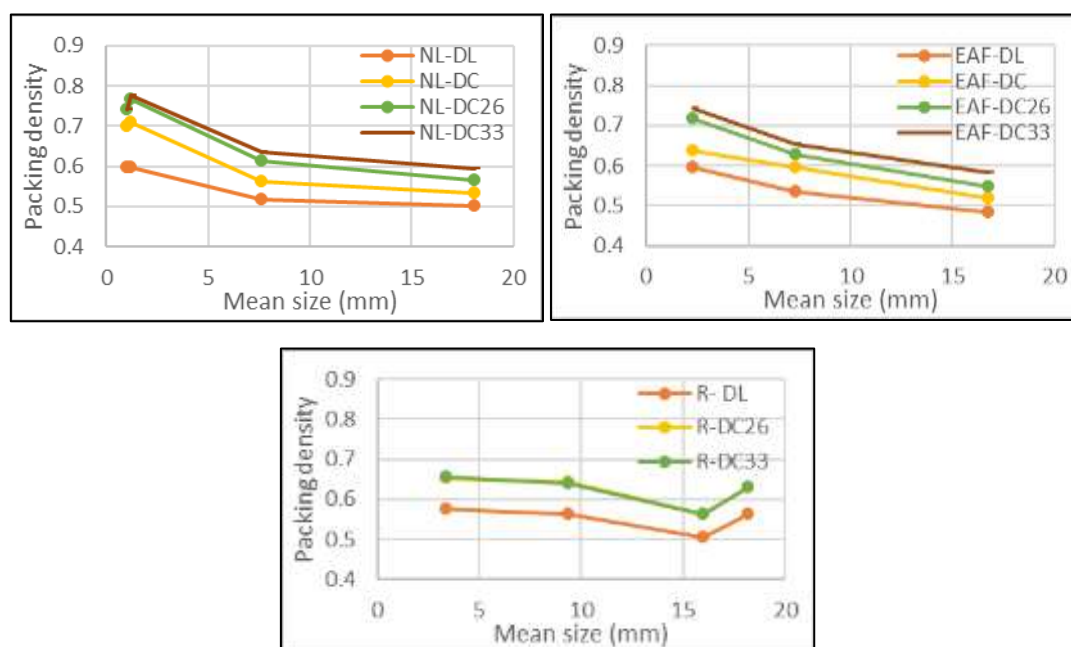 0.9
0.8
0.7
0.6
0.5
0.4
Packing density
0 5 10 15 20
Mean size (mm)
NL-DL
NL-DC
NL-DC26
NL-DC33
0.9
0.8
0.7
0.6
0.5
0.4
Packing density
0 5 10 15 20
Mean size (mm)
EAF-DL
EAF-DC
EAF-DC26
EAF-DC33
0.9
0.8
0.7
0.6
0.5
0.4
Packing density
0 5 10 15 20
Mean size (mm)
R- DL
R-DC26
R-DC33